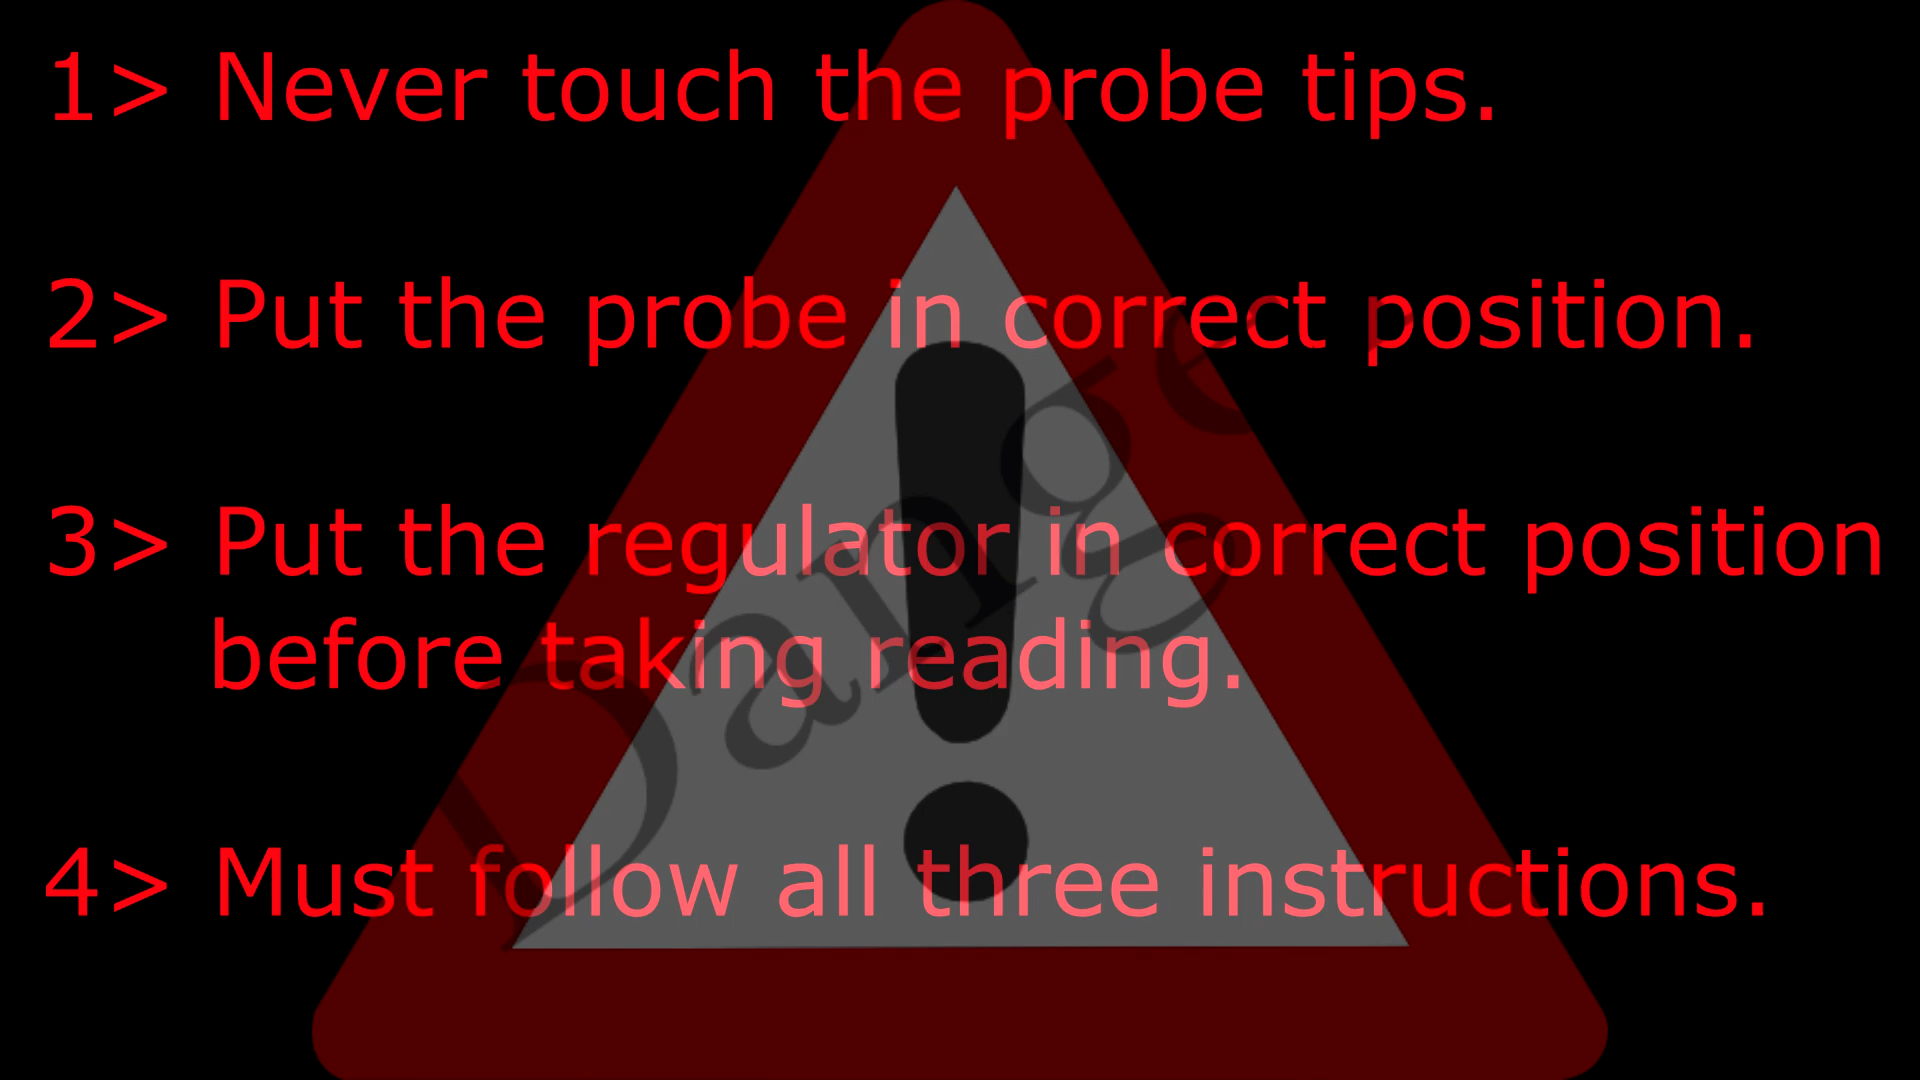 1> Never touch the probe tips.
2> Put the probe in correct position.
3> Put the regulator in correct position
before taking reading.
4> Must follow all three instructions.
Danger